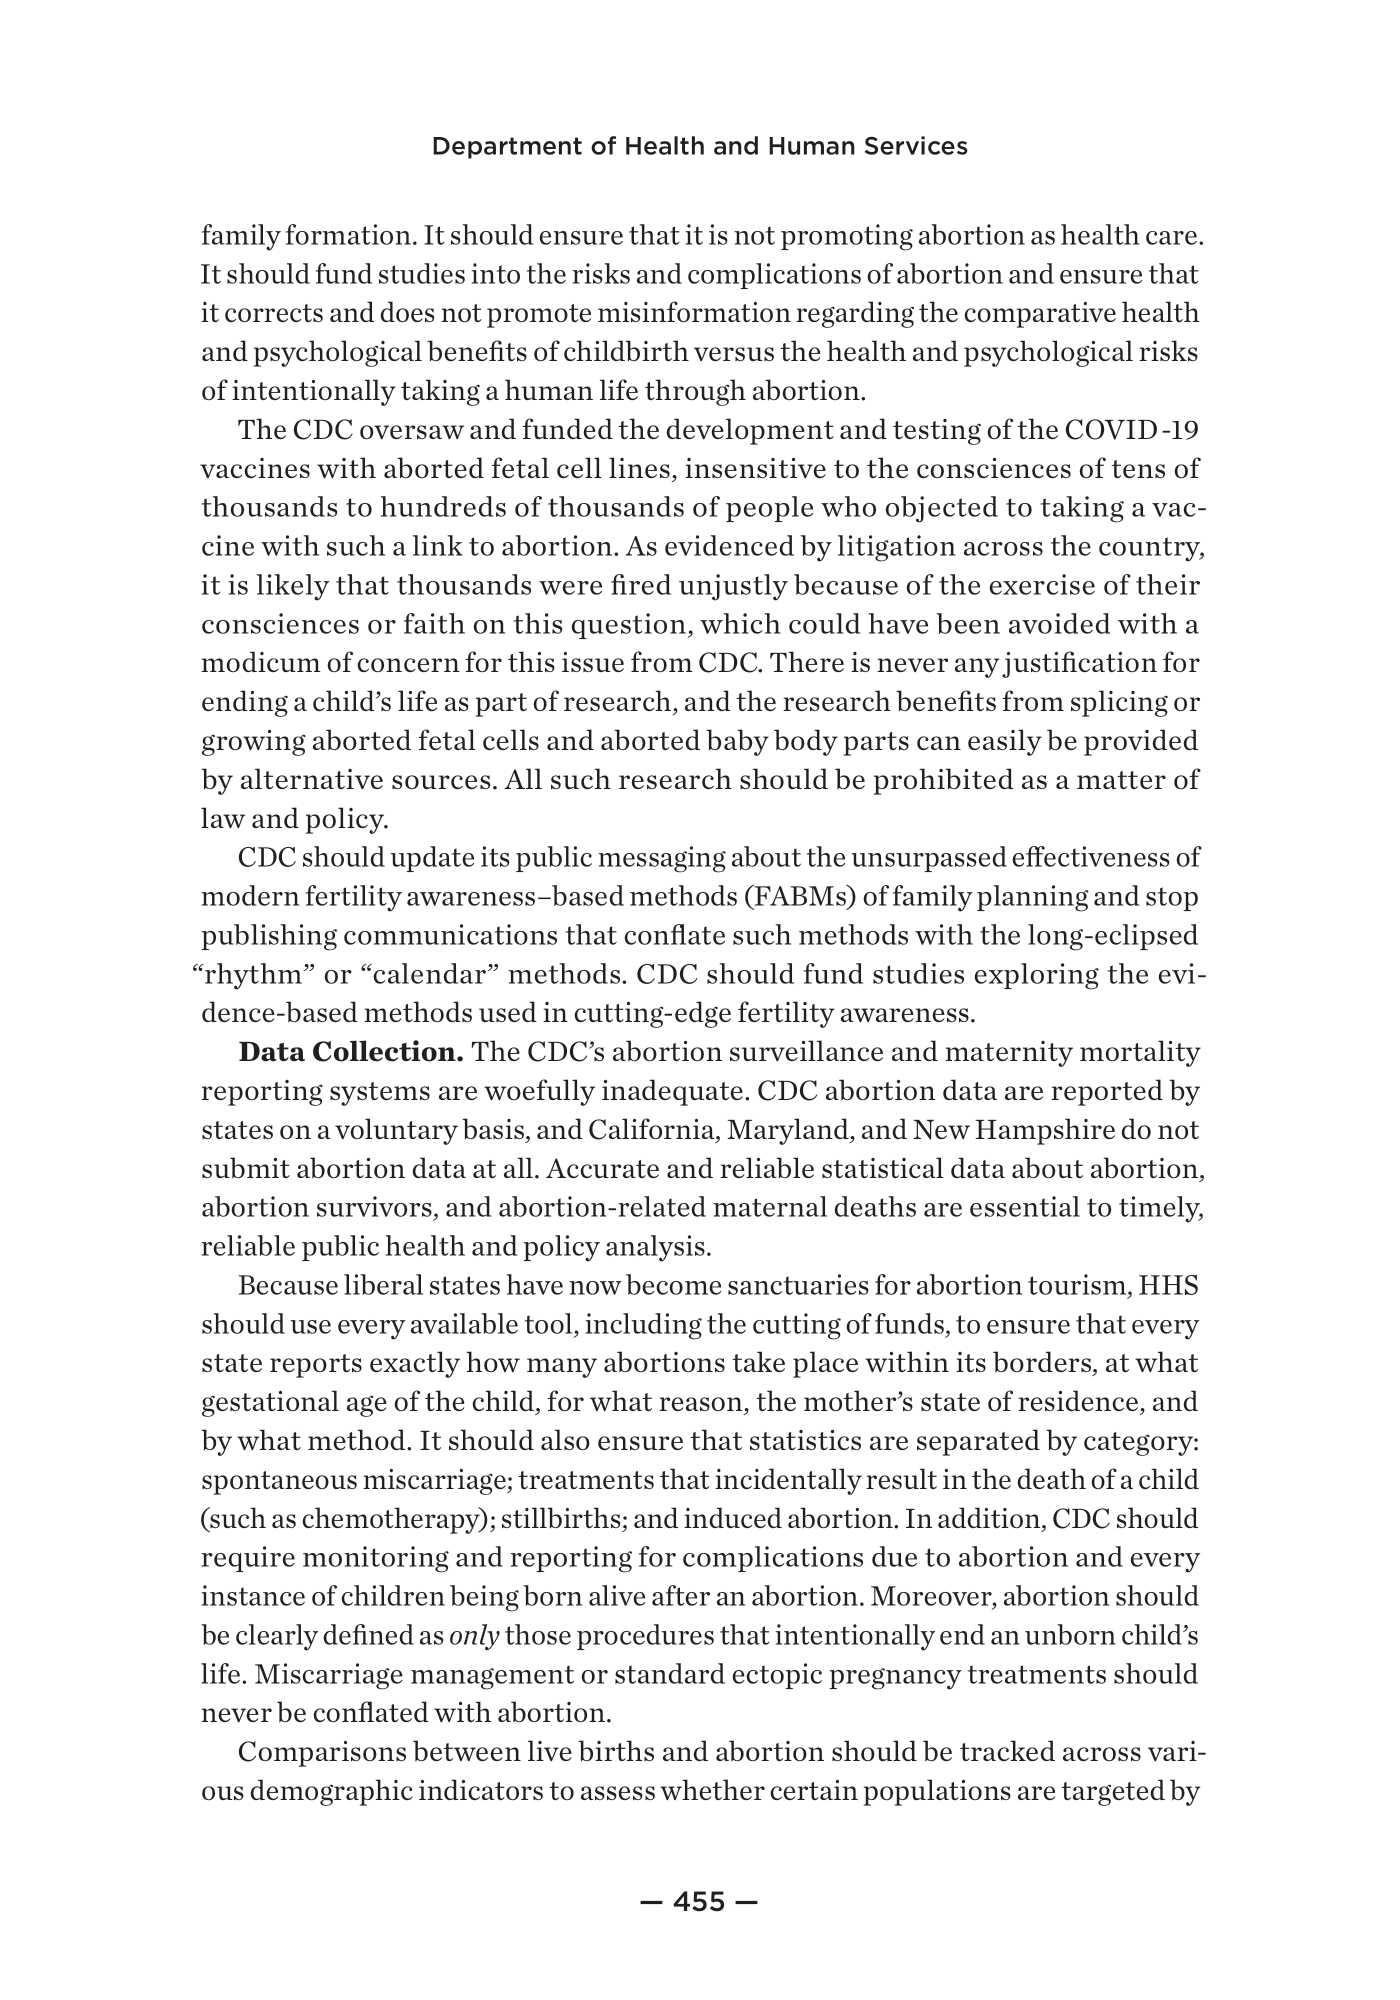 Department of Health and Human Services
family formation. It should ensure that it is not promoting abortion as health care.
It should fund studies into the risks and complications of abortion and ensure that
it corrects and does not promote misinformation regarding the comparative health
and psychological benefits of childbirth versus the health and psychological risks
of intentionally taking a human life through abortion.
The CDC oversaw and funded the development and testing of the COVID-19
vaccines with aborted fetal cell lines, insensitive to the consciences of tens of
thousands to hundreds of thousands of people who objected to taking a vac-
cine with such a link to abortion. As evidenced by litigation across the country,
it is likely that thousands were fired unjustly because of the exercise of their
consciences or faith on this question, which could have been avoided with a
modicum of concern for this issue from CDC. There is never any justification for
ending a child’s life as part of research, and the research benefits from splicing or
growing aborted fetal cells and aborted baby body parts can easily be provided
by alternative sources. All such research should be prohibited as a matter of
law and policy.
CDC should update its public messaging about the unsurpassed effectiveness of
modern fertility awareness–based methods (FABMs) of family planning and stop
publishing communications that conflate such methods with the long-eclipsed
“rhythm” or “calendar” methods. CDC should fund studies exploring the evi-
dence-based methods used in cutting-edge fertility awareness.
Data Collection. The CDC’s abortion surveillance and maternity mortality
reporting systems are woefully inadequate. CDC abortion data are reported by
states on a voluntary basis, and California, Maryland, and New Hampshire do not
submit abortion data at all. Accurate and reliable statistical data about abortion,
abortion survivors, and abortion-related maternal deaths are essential to timely,
reliable public health and policy analysis.
Because liberal states have now become sanctuaries for abortion tourism, HHS
should use every available tool, including the cutting of funds, to ensure that every
state reports exactly how many abortions take place within its borders, at what
gestational age of the child, for what reason, the mother’s state of residence, and
by what method. It should also ensure that statistics are separated by category:
spontaneous miscarriage; treatments that incidentally result in the death of a child
(such as chemotherapy); stillbirths; and induced abortion. In addition, CDC should
require monitoring and reporting for complications due to abortion and every
instance of children being born alive after an abortion. Moreover, abortion should
be clearly defined as only those procedures that intentionally end an unborn child’s
life. Miscarriage management or standard ectopic pregnancy treatments should
never be conflated with abortion.
Comparisons between live births and abortion should be tracked across vari-
ous demographic indicators to assess whether certain populations are targeted by
— 455 —